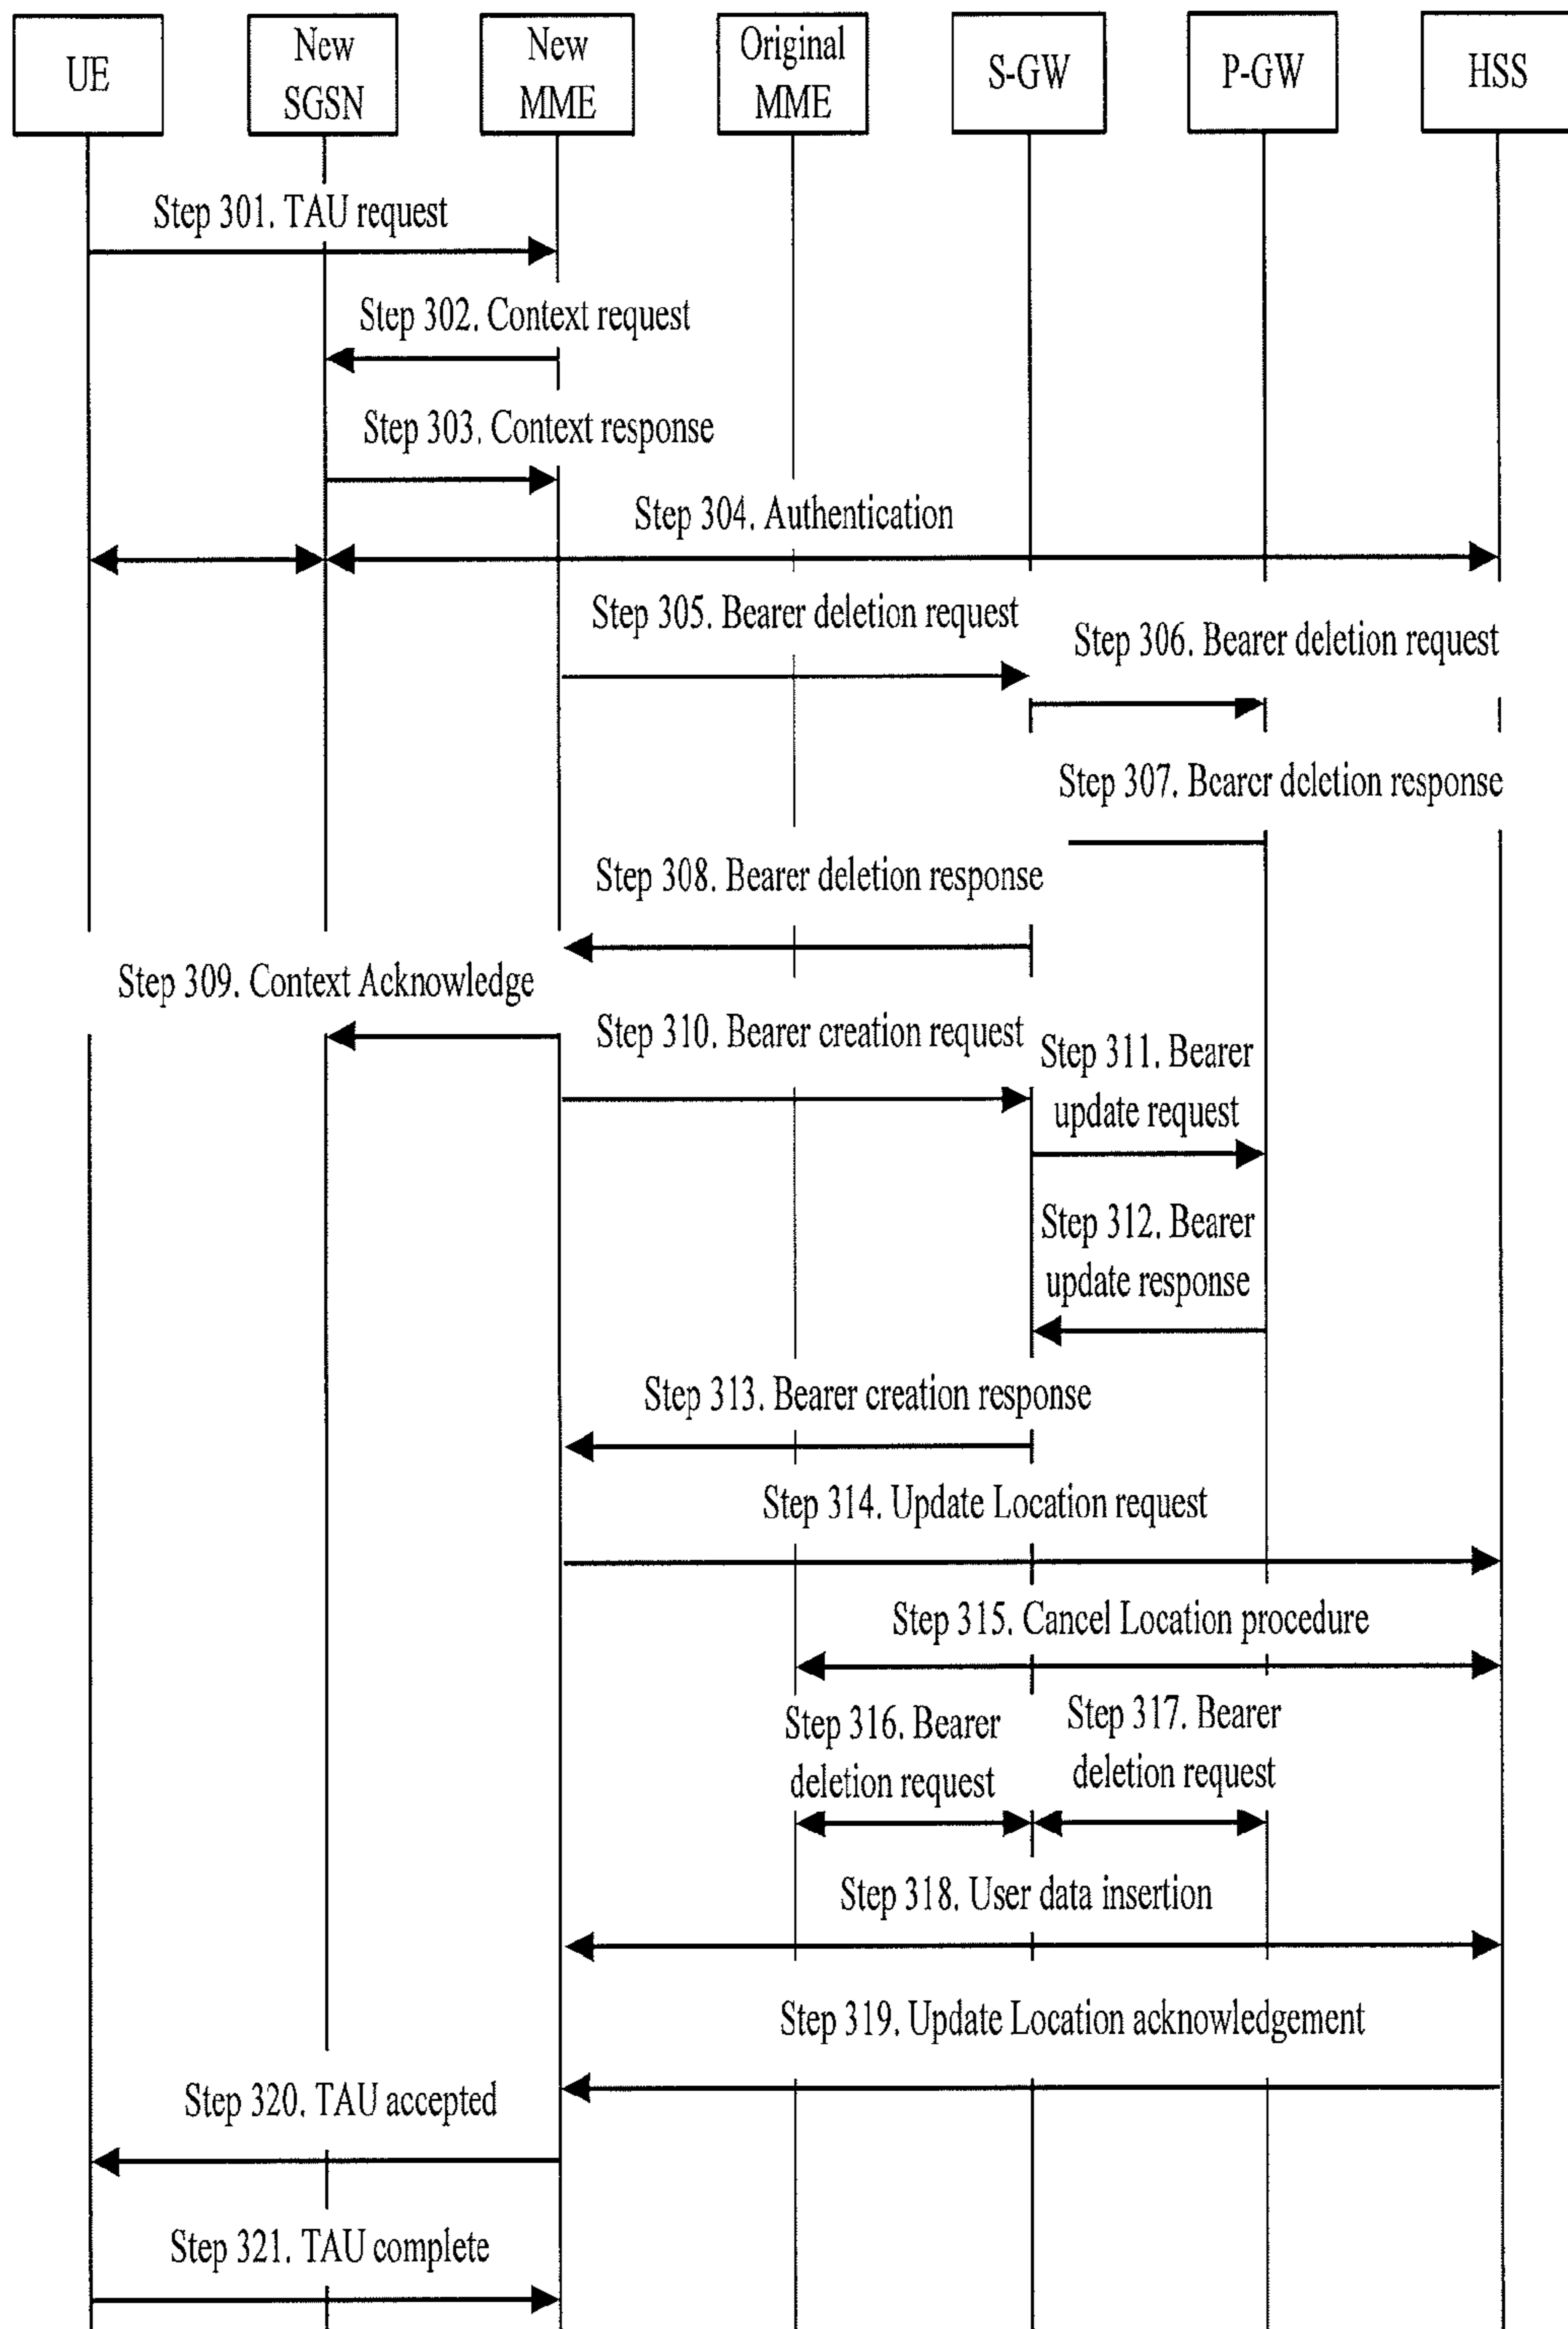 UE
New
SGSN
New
MME
Original
MME
S-GW
P-GW
HSS
Step 301. TAU request
Step 302. Context request
Step 303. Context response
Step 304. Authentication
Step 305. Bearer deletion request
Step 306. Bearer deletion request
Step 307. Bearer deletion response
Step 308. Bearer deletion response
Step 309. Context Acknowledge
Step 310. Bearer creation request
Step 311. Bearer
update request
Step 312. Bearer
update response
Step 313. Bearer creation response
Step 314. Update Location request
Step 315. Cancel Location procedure
Step 316. Bearer
deletion request
Step 317. Bearer
deletion request
Step 318. User data insertion
Step 319. Update Location acknowledgement
Step 320. TAU accepted
Step 321. TAU complete